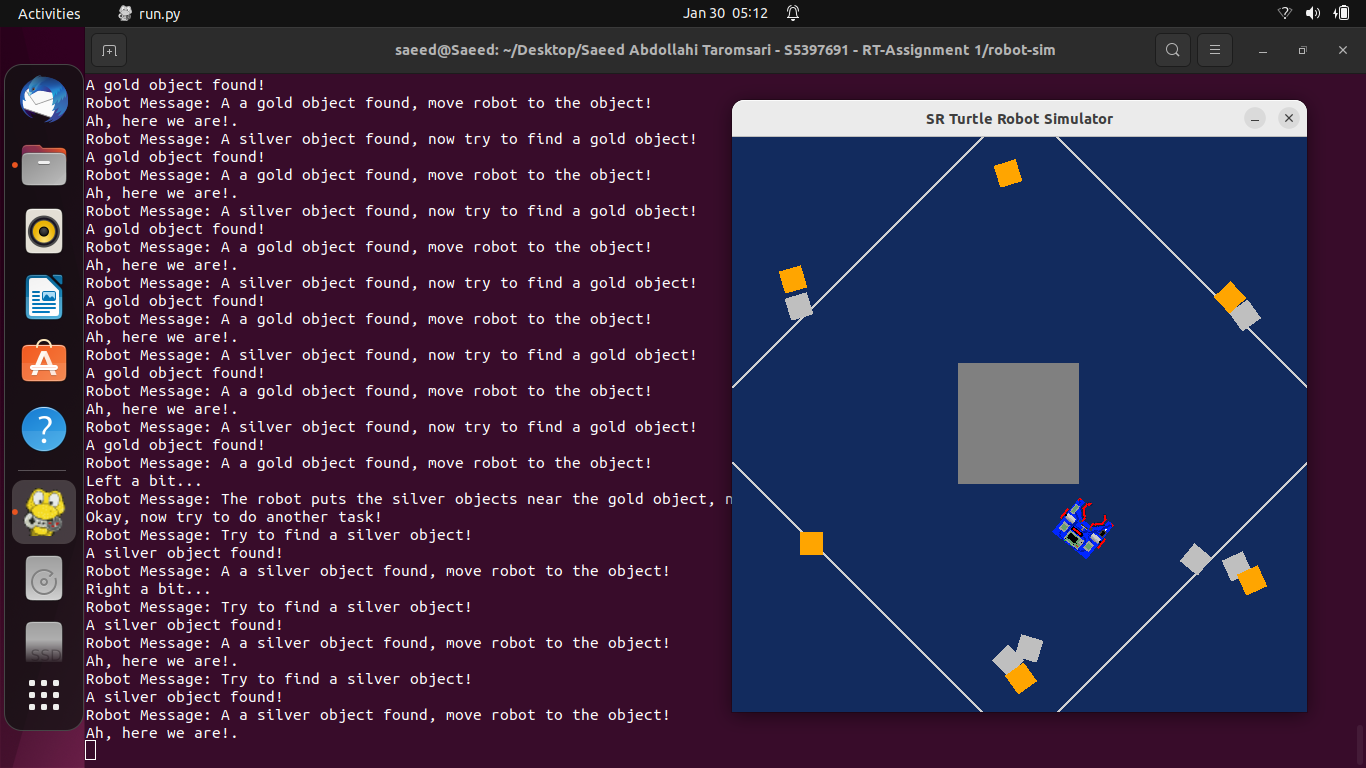 Activities
run.py
Jan 30 05:12
saeed@Saeed: ~/Desktop/Saeed Abdollahi Taromsari - S5397691 - RT-Assignment 1/robot-sim
A gold object found!
Robot Message: A a gold object found, move robot to the object!
Ah, here we are!.
Robot Message: A silver object found, now try to find a gold object!
A gold object found!
Robot Message: A a gold object found, move robot to the object!
Ah, here we are!.
Robot Message: A silver object found, now try to find a gold object!
A gold object found!
Robot Message: A a gold object found, move robot to the object!
Ah, here we are!.
Robot Message: A silver object found, now try to find a gold object!
A gold object found!
Robot Message: A a gold object found, move robot to the object!
Ah, here we are!.
Robot Message: A silver object found, now try to find a gold object!
A gold object found!
Robot Message: A a gold object found, move robot to the object!
Ah, here we are!.
Robot Message: A silver object found, now try to find a gold object!
A gold object found!
Robot Message: A a gold object found, move robot to the object!
Left a bit...
Robot Message: The robot puts the silver objects near the gold object, n
Okay, now try to do another task!
Robot Message: Try to find a silver object!
A silver object found!
Robot Message: A a silver object found, move robot to the object!
Right a bit...
Robot Message: Try to find a silver object!
A silver object found!
Robot Message: A a silver object found, move robot to the object!
Ah, here we are!.
Robot Message: Try to find a silver object!
A silver object found!
Robot Message: A a silver object found, move robot to the object!
Ah, here we are!.
SR Turtle Robot Simulator
SSD